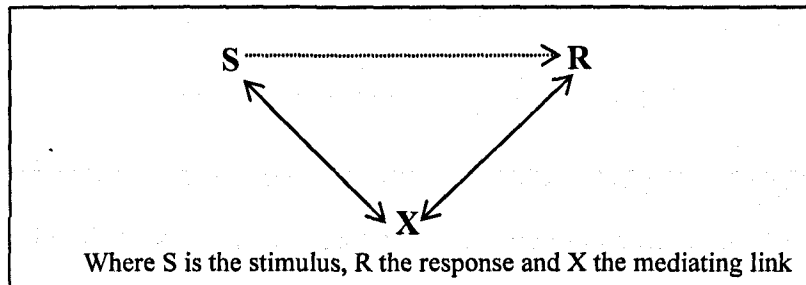 S R
X
Where S is the stimulus, R the response and X the mediating link